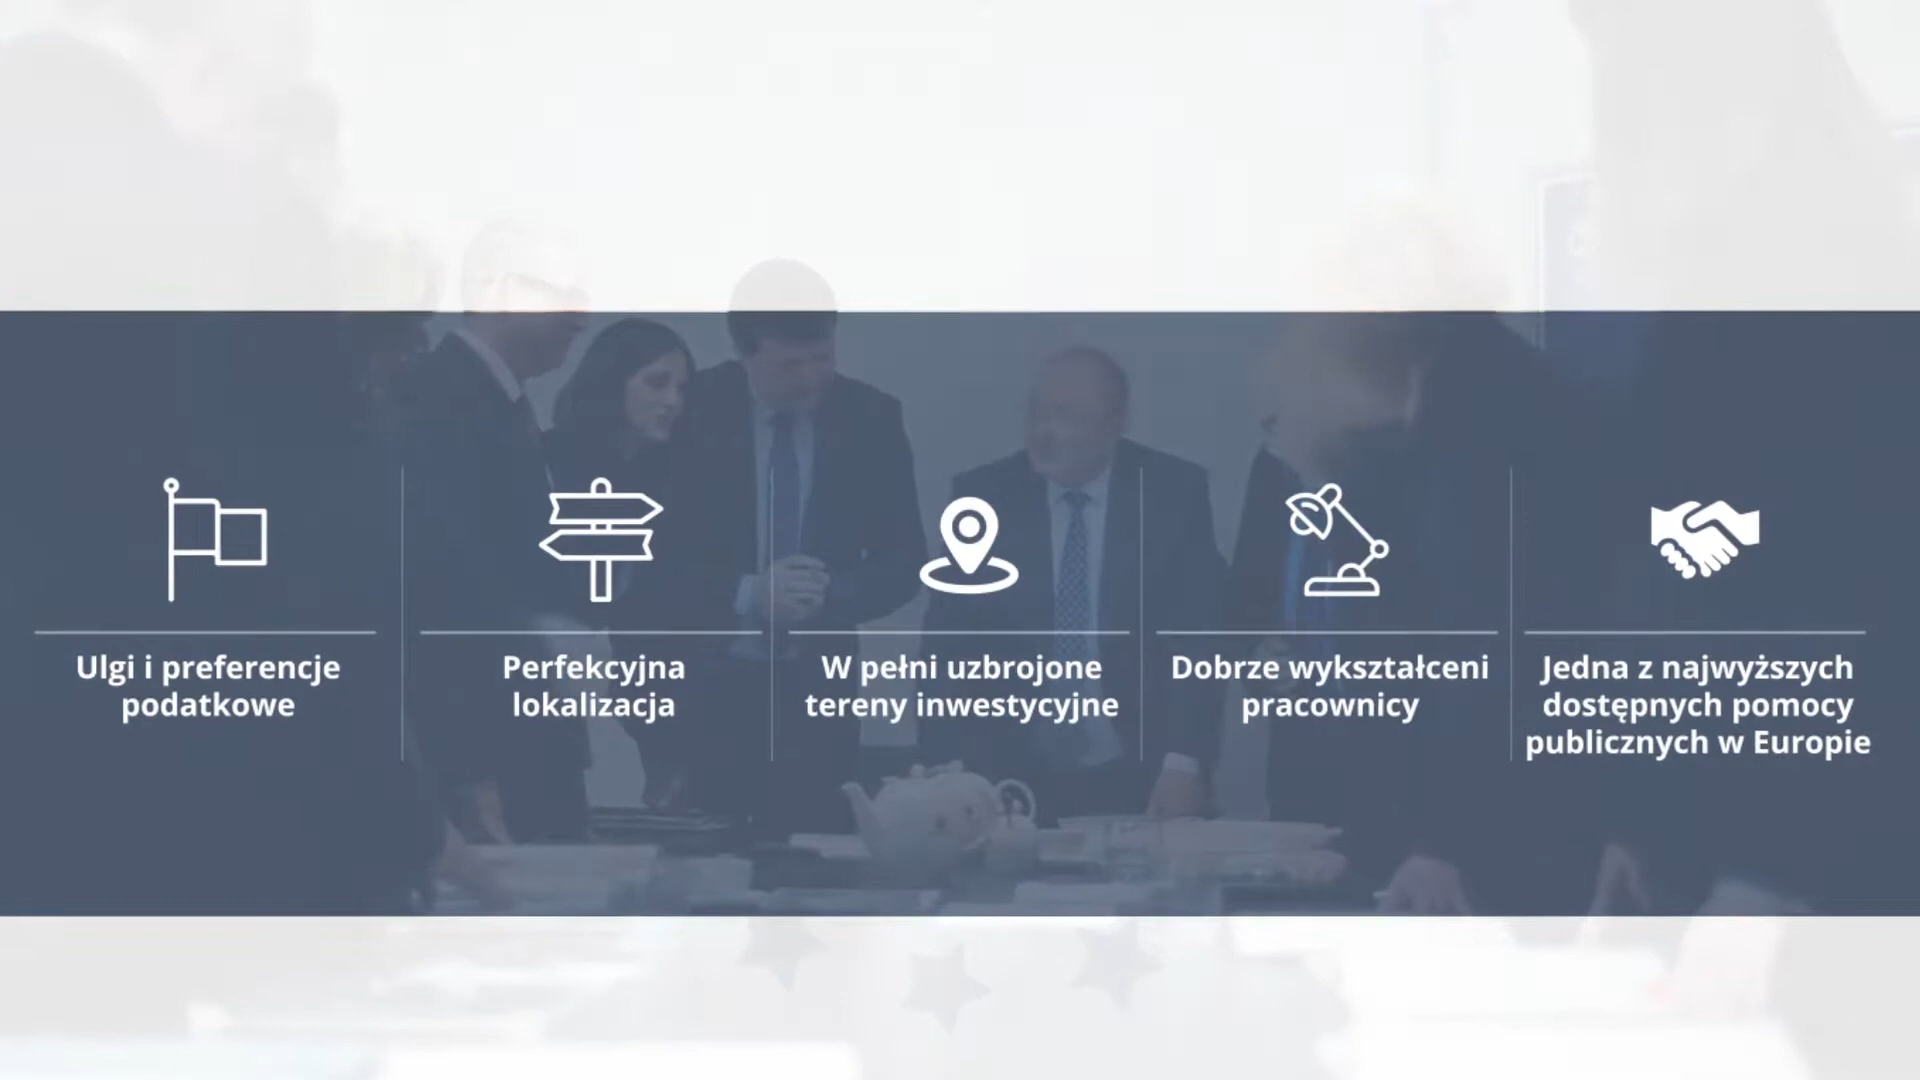 Ulgi i preferencje
podatkowe
Perfekcyjna
lokalizacja
W pełni uzbrojone
tereny inwestycyjne
Dobrze wykształceni
pracownicy
Jedna z najwyższych
dostępnych pomocy
publicznych w Europie